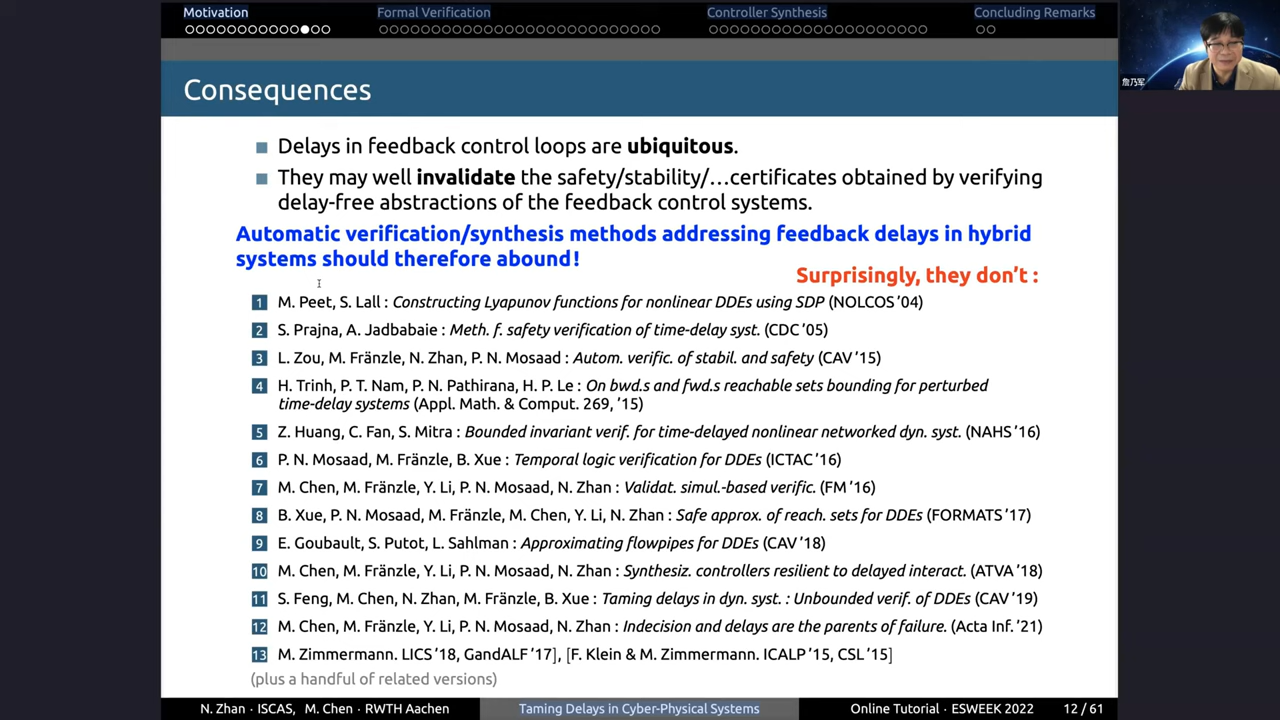 Motivation Formal Verification Controller Synthesis Concluding Remarks
詹乃军
Consequences
Delays in feedback control loops are ubiquitous.
They may well invalidate the safety/stability/…certificates obtained by verifying
delay-free abstractions of the feedback control systems.
Automatic verification/synthesis methods addressing feedback delays in hybrid
systems should therefore abound!
Surprisingly, they don't :
1 M. Peet, S. Lall : Constructing Lyapunov functions for nonlinear DDEs using SDP (NOLCOS '04)
2 S. Prajna, A. Jadbabaie : Meth. f. safety verification of time-delay syst. (CDC '05)
3 L. Zou, M. Fränzle, N. Zhan, P. N. Mosaad : Autom. verific. of stabil. and safety (CAV '15)
4 H. Trinh, P. T. Nam, P. N. Pathirana, H. P. Le : On bwd.s and fwd.s reachable sets bounding for perturbed
time-delay systems (Appl. Math. & Comput. 269, '15)
5 Z. Huang, C. Fan, S. Mitra : Bounded invariant verif. for time-delayed nonlinear networked dyn. syst. (NAHS '16)
6 P. N. Mosaad, M. Fränzle, B. Xue : Temporal logic verification for DDEs (ICTAC '16)
7 M. Chen, M. Fränzle, Y. Li, P. N. Mosaad, N. Zhan : Validat. simul.-based verific. (FM '16)
8 B. Xue, P. N. Mosaad, M. Fränzle, M. Chen, Y. Li, N. Zhan : Safe approx. of reach. sets for DDEs (FORMATS '17)
9 E. Goubault, S. Putot, L. Sahlman : Approximating flowpipes for DDEs (CAV '18)
10 M. Chen, M. Fränzle, Y. Li, P. N. Mosaad, N. Zhan : Synthesiz. controllers resilient to delayed interact. (ATVA '18)
11 S. Feng, M. Chen, N. Zhan, M. Fränzle, B. Xue : Taming delays in dyn. syst. : Unbounded verif. of DDEs (CAV '19)
12 M. Chen, M. Fränzle, Y. Li, P. N. Mosaad, N. Zhan : Indecision and delays are the parents of failure. (Acta Inf. '21)
13 M. Zimmermann. LICS '18, GandALF '17], [F. Klein & M. Zimmermann. ICALP '15, CSL '15]
(plus a handful of related versions)
N. Zhan · ISCAS, M. Chen · RWTH Aachen Taming Delays in Cyber-Physical Systems Online Tutorial · ESWEEK 2022 12 / 61